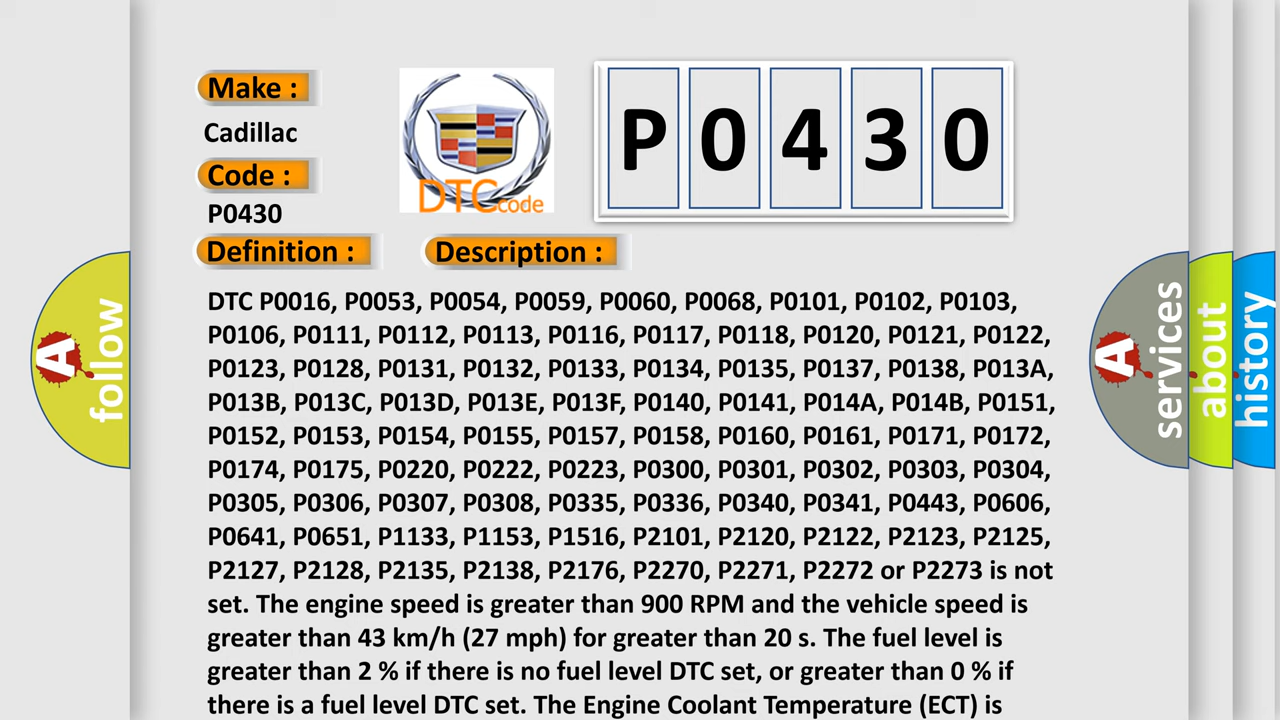 Make :
Cadillac
Code :
P0430
Definition :
Description :
DTC code
P 0 4 3 0
DTC P0016, P0053, P0054, P0059, P0060, P0068, P0101, P0102, P0103,
P0106, P0111, P0112, P0113, P0116, P0117, P0118, P0120, P0121, P0122,
P0123, P0128, P0131, P0132, P0133, P0134, P0135, P0137, P0138, P013A,
P013B, P013C, P013D, P013E, P013F, P0140, P0141, P014A, P014B, P0151,
P0152, P0153, P0154, P0155, P0157, P0158, P0160, P0161, P0171, P0172,
P0174, P0175, P0220, P0222, P0223, P0300, P0301, P0302, P0303, P0304,
P0305, P0306, P0307, P0308, P0335, P0336, P0340, P0341, P0443, P0606,
P0641, P0651, P1133, P1153, P1516, P2101, P2120, P2122, P2123, P2125,
P2127, P2128, P2135, P2138, P2176, P2270, P2271, P2272 or P2273 is not
set. The engine speed is greater than 900 RPM and the vehicle speed is
greater than 43 km/h (27 mph) for greater than 20 s. The fuel level is
greater than 2 % if there is no fuel level DTC set, or greater than 0 % if
there is a fuel level DTC set. The Engine Coolant Temperature (ECT) is
A follow
A services
about
history